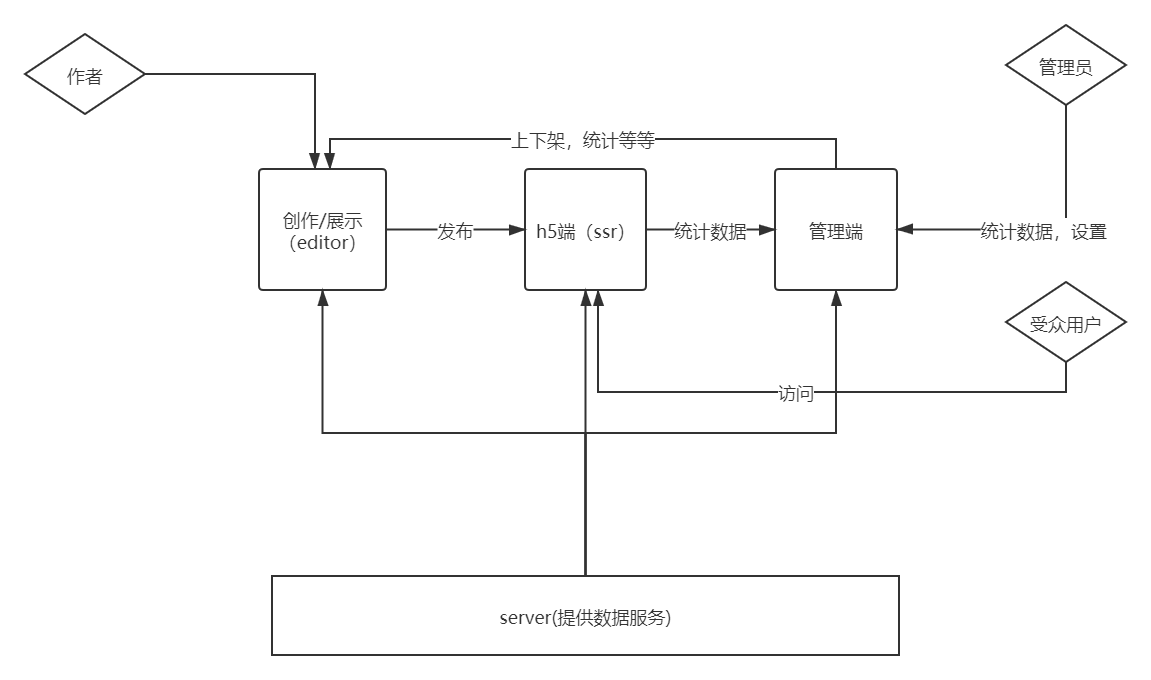 作者
管理员
上下架，统计等等
创作/展示
（editor）
发布
h5端（ssr）
统计数据
管理端
统计数据，设置
受众用户
访问
server(提供数据服务)